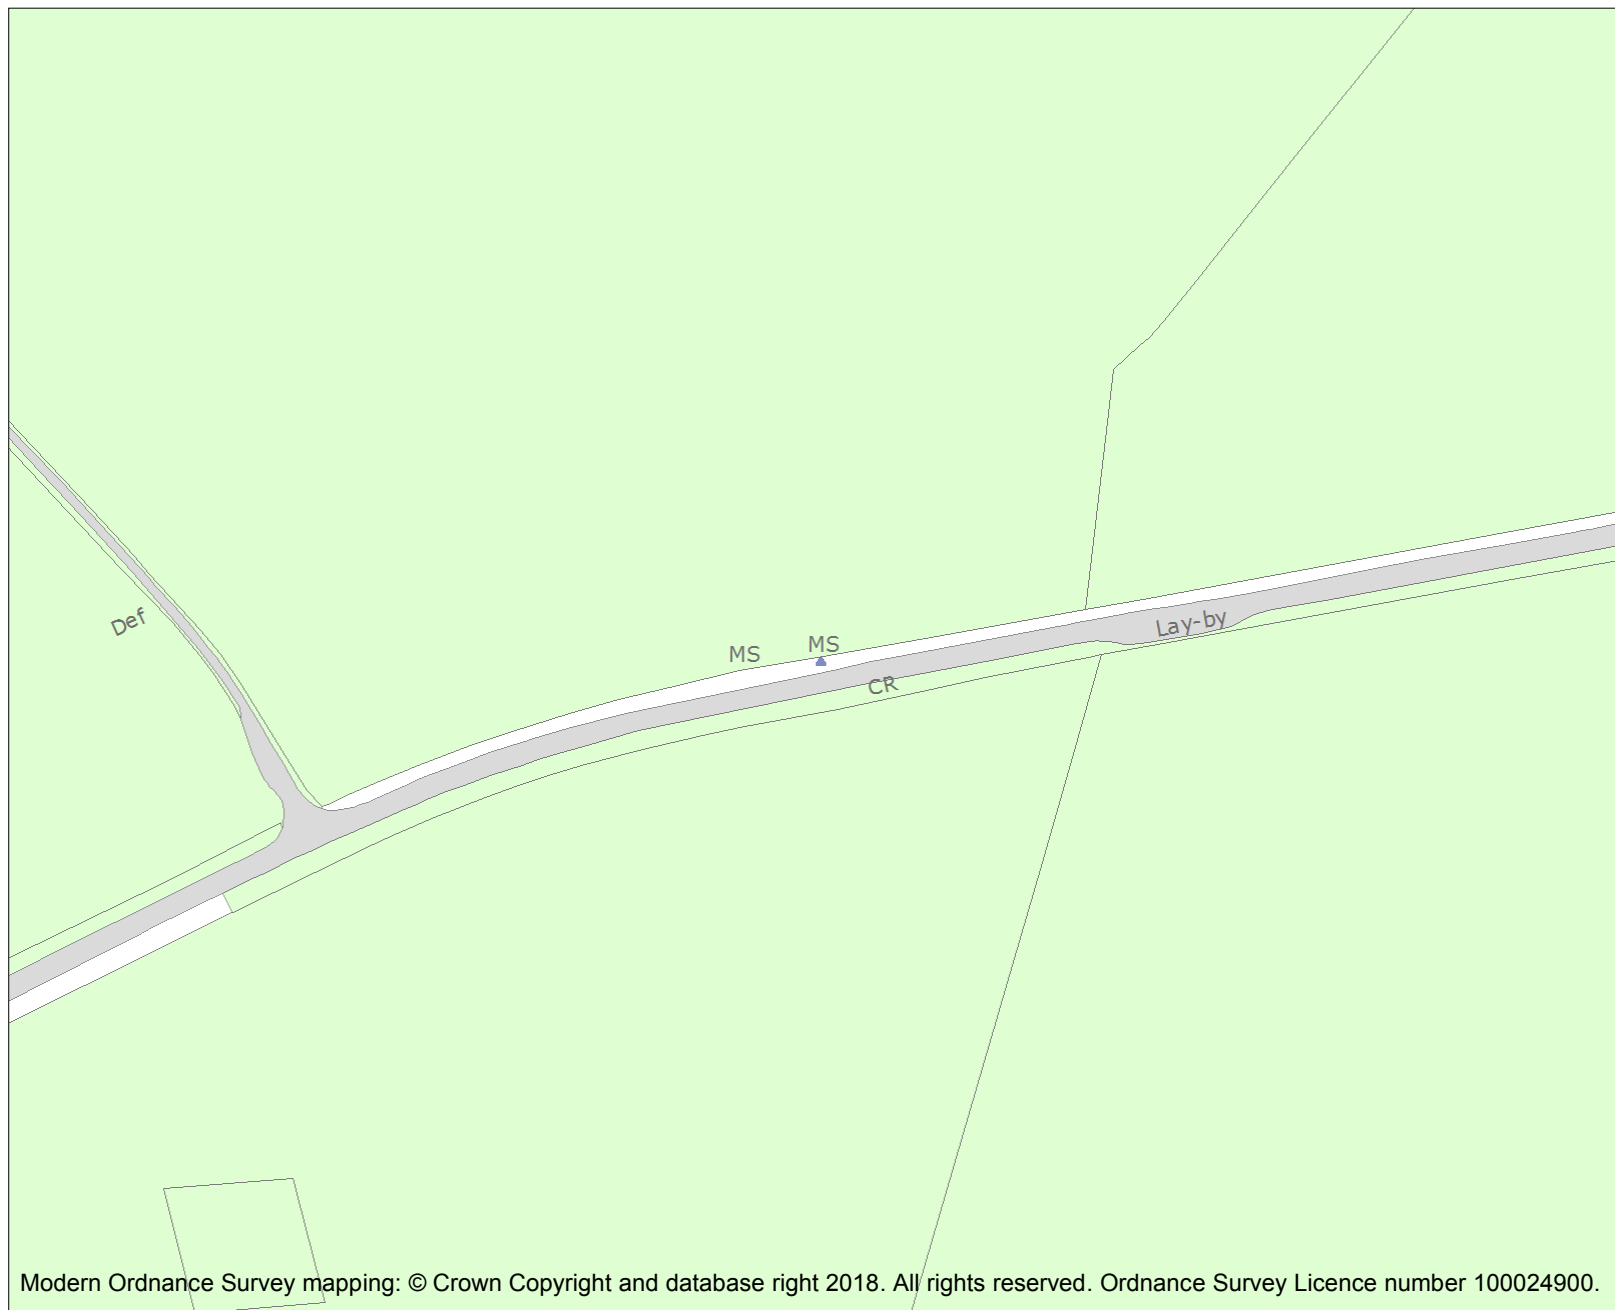 Def
Lay-by
MS
MS
CR
Modern Ordnance Survey mapping: © Crown Copyright and database right 2018. All rights reserved. Ordnance Survey Licence number 100024900.